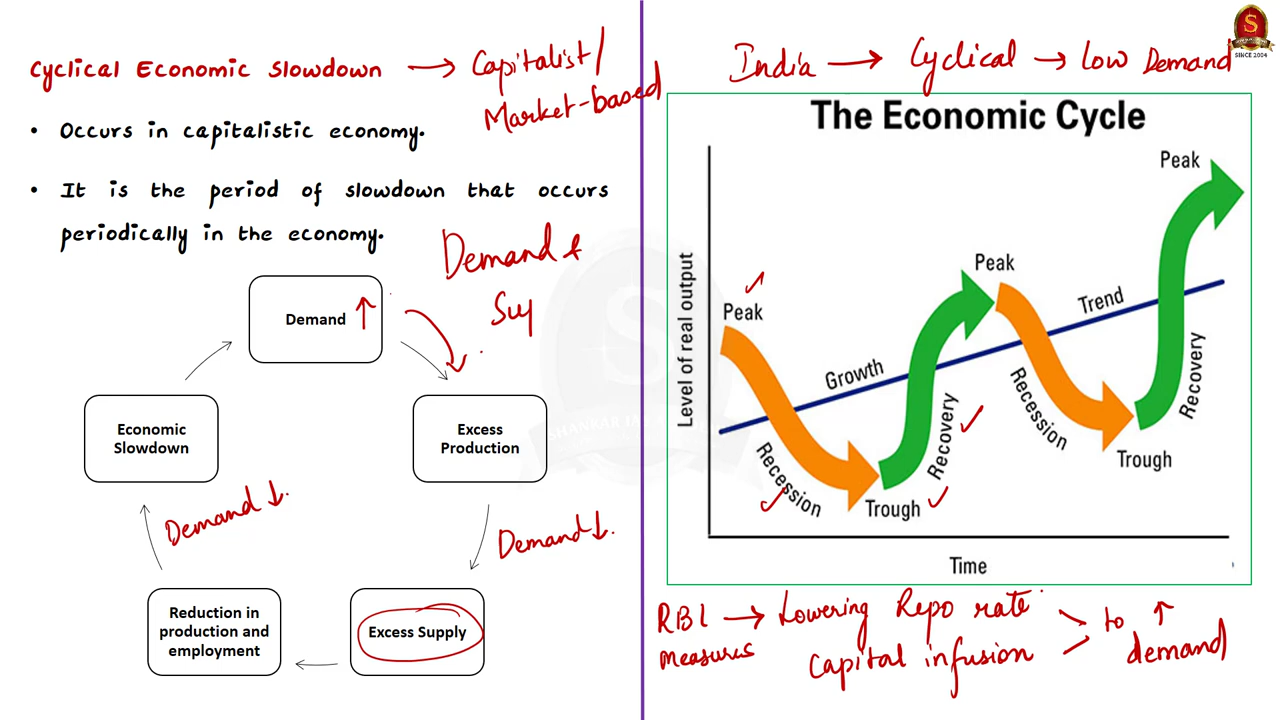 Cyclical Economic Slowdown → Capitalist/
Market-based
• Occurs in capitalistic economy.
• It is the period of slowdown that occurs
periodically in the economy.
Demand &
Sup
Demand ↑
Excess
Production
Demand ↓.
Excess Supply
Reduction in
production and
employment
Demand ↓.
Economic
Slowdown
India → Cyclical → Low Demand
S
SINCE 2004
The Economic Cycle
Level of real output
Peak
Recession
Growth
Trough
Recovery
Peak
Trend
Recession
Trough
Recovery
Peak
Time
RBI → Lowering Repo rate
measures
Capital infusion
to ↑
demand